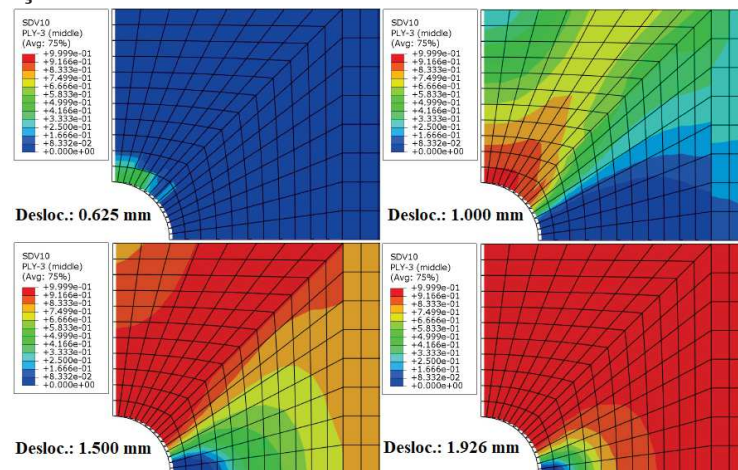 SDV10
PLY-3 (middle)
(Avg: 75%)
+9.999e-01
+9.166e-01
+8.333e-01
+7.499e-01
+6.666e-01
+5.833e-01
+4.999e-01
+4.166e-01
+3.333e-01
+2.500e-01
+1.666e-01
+8.332e-02
+0.000e+00
Desloc.: 0.625 mm
SDV10
PLY-3 (middle)
(Avg: 75%)
+9.999e-01
+9.166e-01
+8.333e-01
+7.499e-01
+6.666e-01
+5.833e-01
+4.999e-01
+4.166e-01
+3.333e-01
+2.500e-01
+1.666e-01
+8.332e-02
+0.000e+00
Desloc.: 1.000 mm
SDV10
PLY-3 (middle)
(Avg: 75%)
+9.999e-01
+9.166e-01
+8.333e-01
+7.499e-01
+6.666e-01
+5.833e-01
+4.999e-01
+4.166e-01
+3.333e-01
+2.500e-01
+1.666e-01
+8.332e-02
+0.000e+00
Desloc.: 1.500 mm
SDV10
PLY-3 (middle)
(Avg: 75%)
+9.999e-01
+9.166e-01
+8.333e-01
+7.499e-01
+6.666e-01
+5.833e-01
+4.999e-01
+4.166e-01
+3.333e-01
+2.500e-01
+1.666e-01
+8.332e-02
+0.000e+00
Desloc.: 1.926 mm